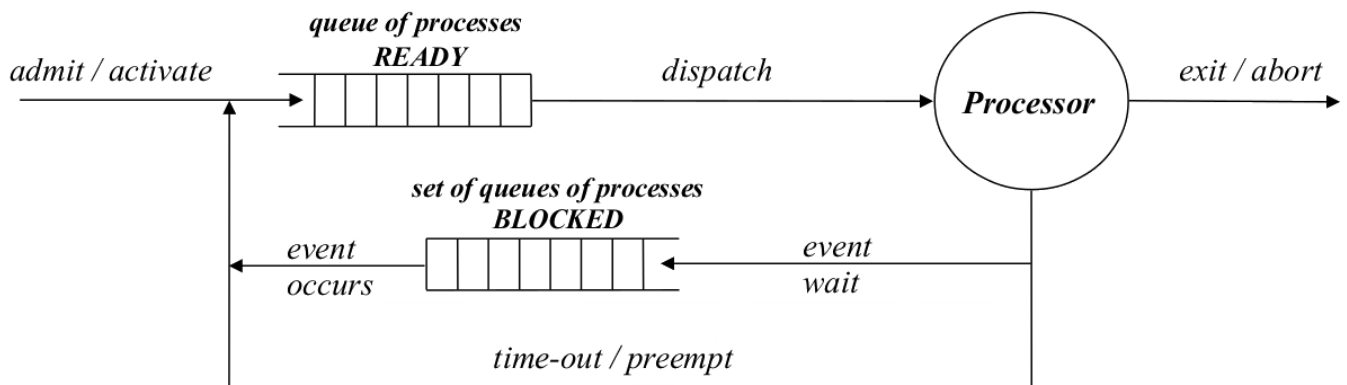 queue of processes
READY
admit / activate
dispatch
exit / abort
Processor
set of queues of processes
BLOCKED
event
occurs
event
wait
time-out / preempt